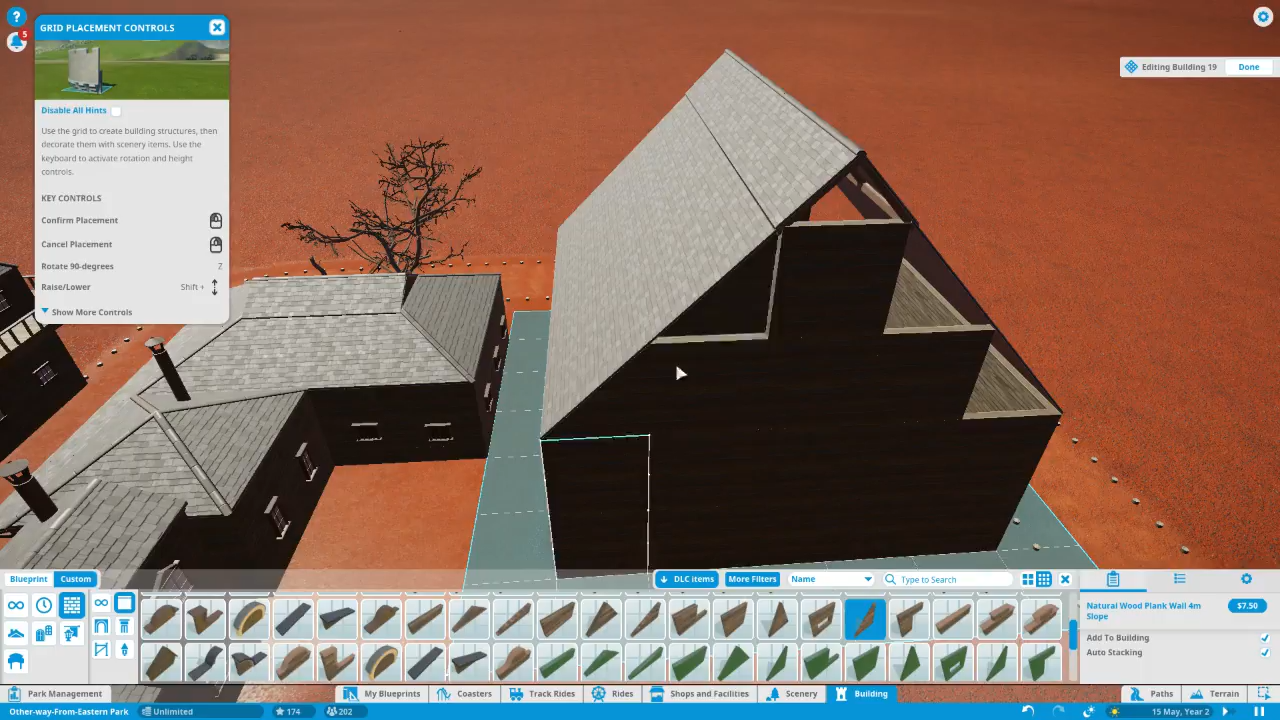 GRID PLACEMENT CONTROLS
5
Disable All Hints
Use the grid to create building structures, then
decorate them with scenery items. Use the
keyboard to activate rotation and height
controls.
KEY CONTROLS
Confirm Placement
Cancel Placement
Rotate 90-degrees Z
Raise/Lower Shift +
Show More Controls
Editing Building 19 Done
Blueprint Custom
DLC items More Filters Name Type to Search
Natural Wood Plank Wall 4m
Slope
$7.50
Add To Building
Auto Stacking
Park Management My Blueprints Coasters Track Rides Rides Shops and Facilities Scenery Building Paths Terrain
Other-way-From-Eastern Park Unlimited 174 202 15 May, Year 2